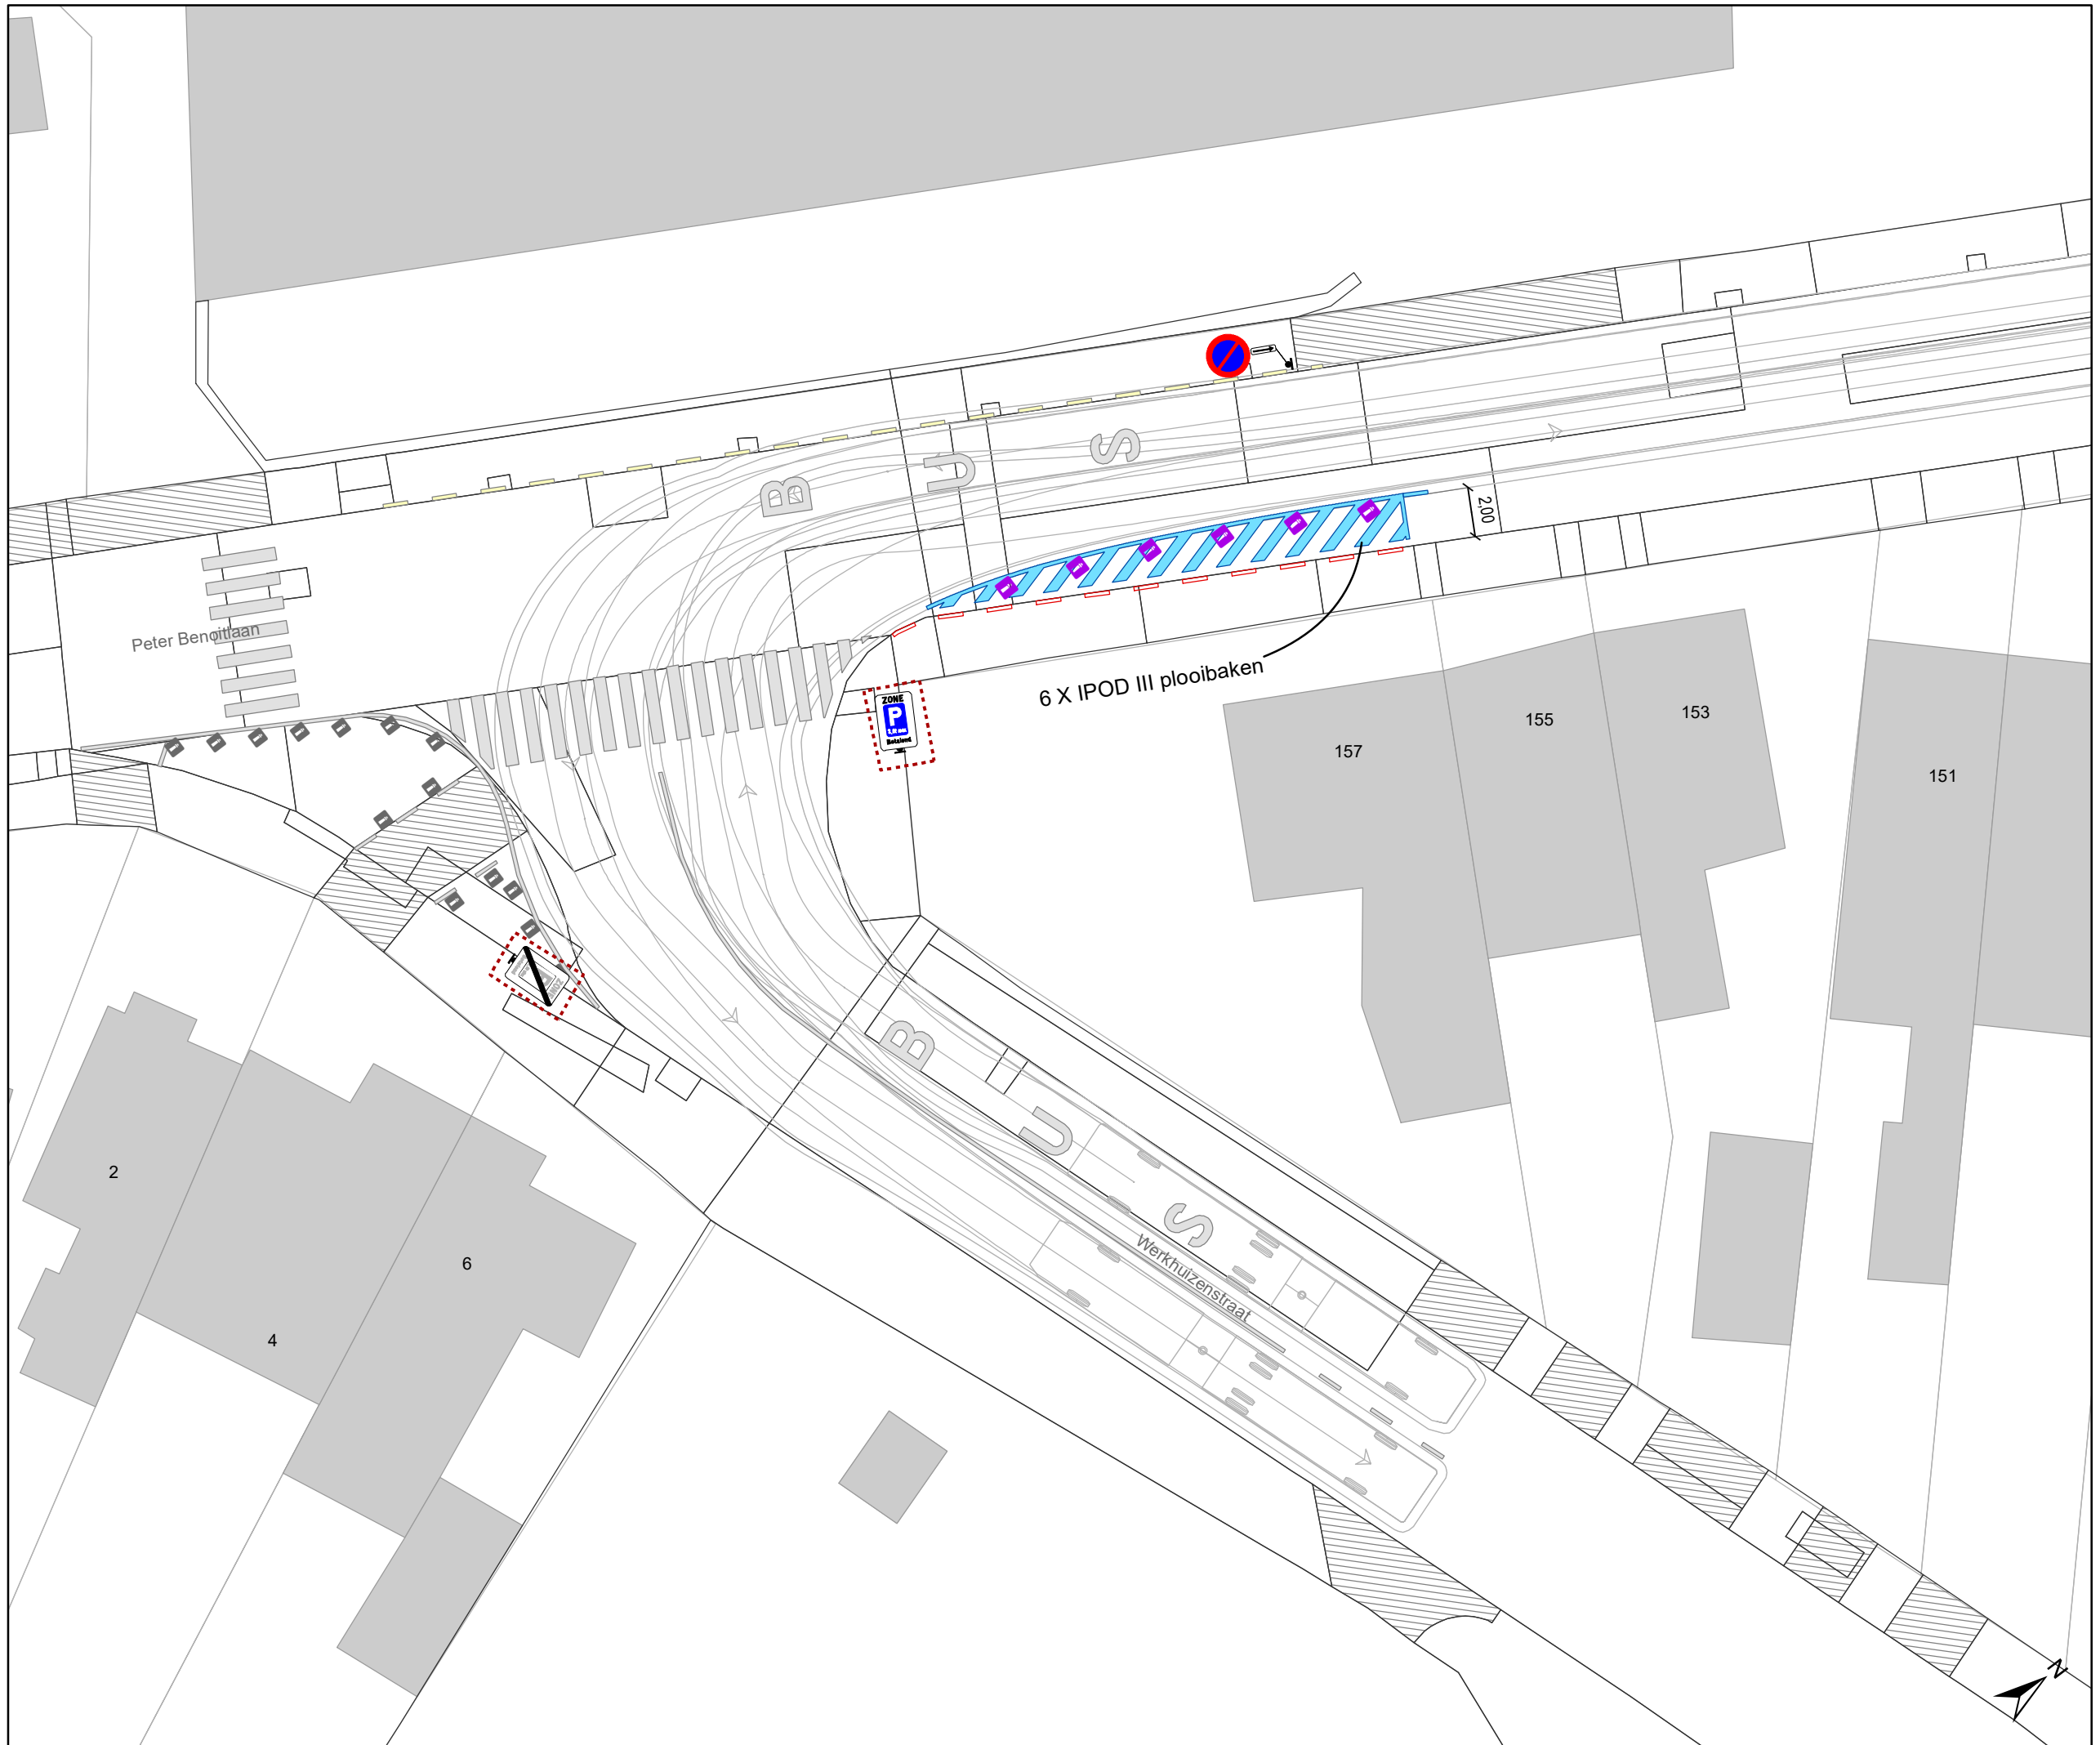 BUS
2,00
Peter Benoitlaan
6 X IPOD III plooibaken
ZONE
P
157
155
153
151
BUS
Werkhuizenstraat
2
4
6
N